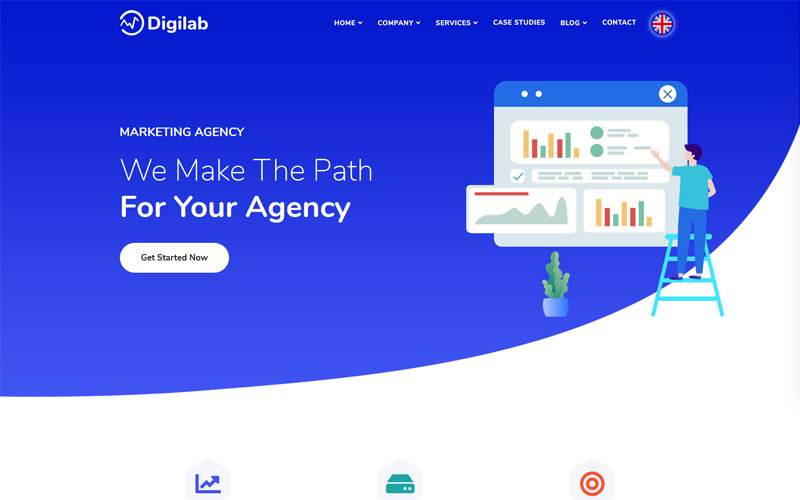 Digilab
HOME
COMPANY
SERVICES
CASE STUDIES
BLOG
CONTACT
MARKETING AGENCY
We Make The Path
For Your Agency
Get Started Now